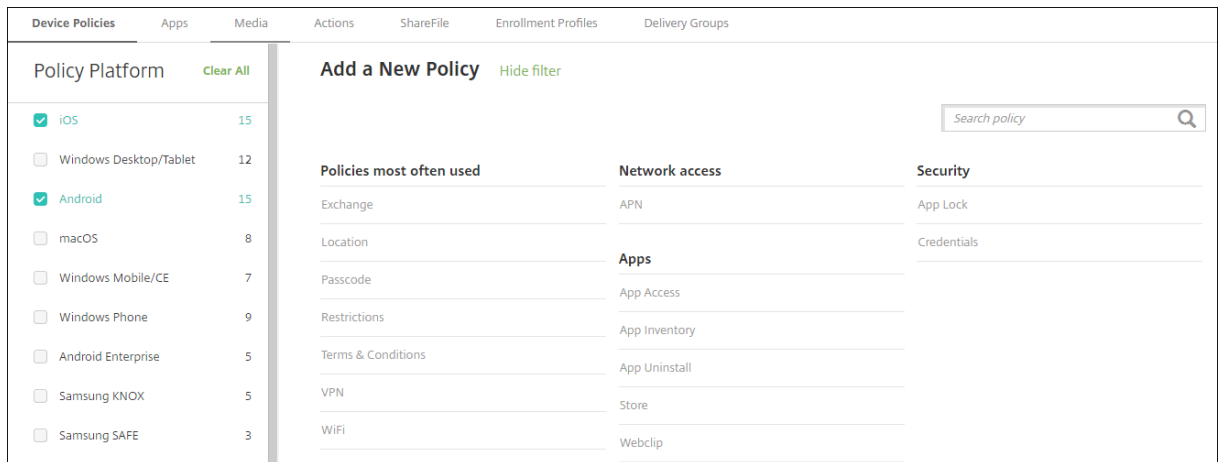 Device Policies Apps Media Actions ShareFile Enrollment Profiles Delivery Groups
Policy Platform Clear All
iOS 15
Windows Desktop/Tablet 12
Android 15
macOS 8
Windows Mobile/CE 7
Windows Phone 9
Android Enterprise 5
Samsung KNOX 5
Samsung SAFE 3
Add a New Policy Hide filter
Search policy
Policies most often used
Exchange
Location
Passcode
Restrictions
Terms & Conditions
VPN
WiFi
Network access
APN
Apps
App Access
App Inventory
App Uninstall
Store
Webclip
Security
App Lock
Credentials